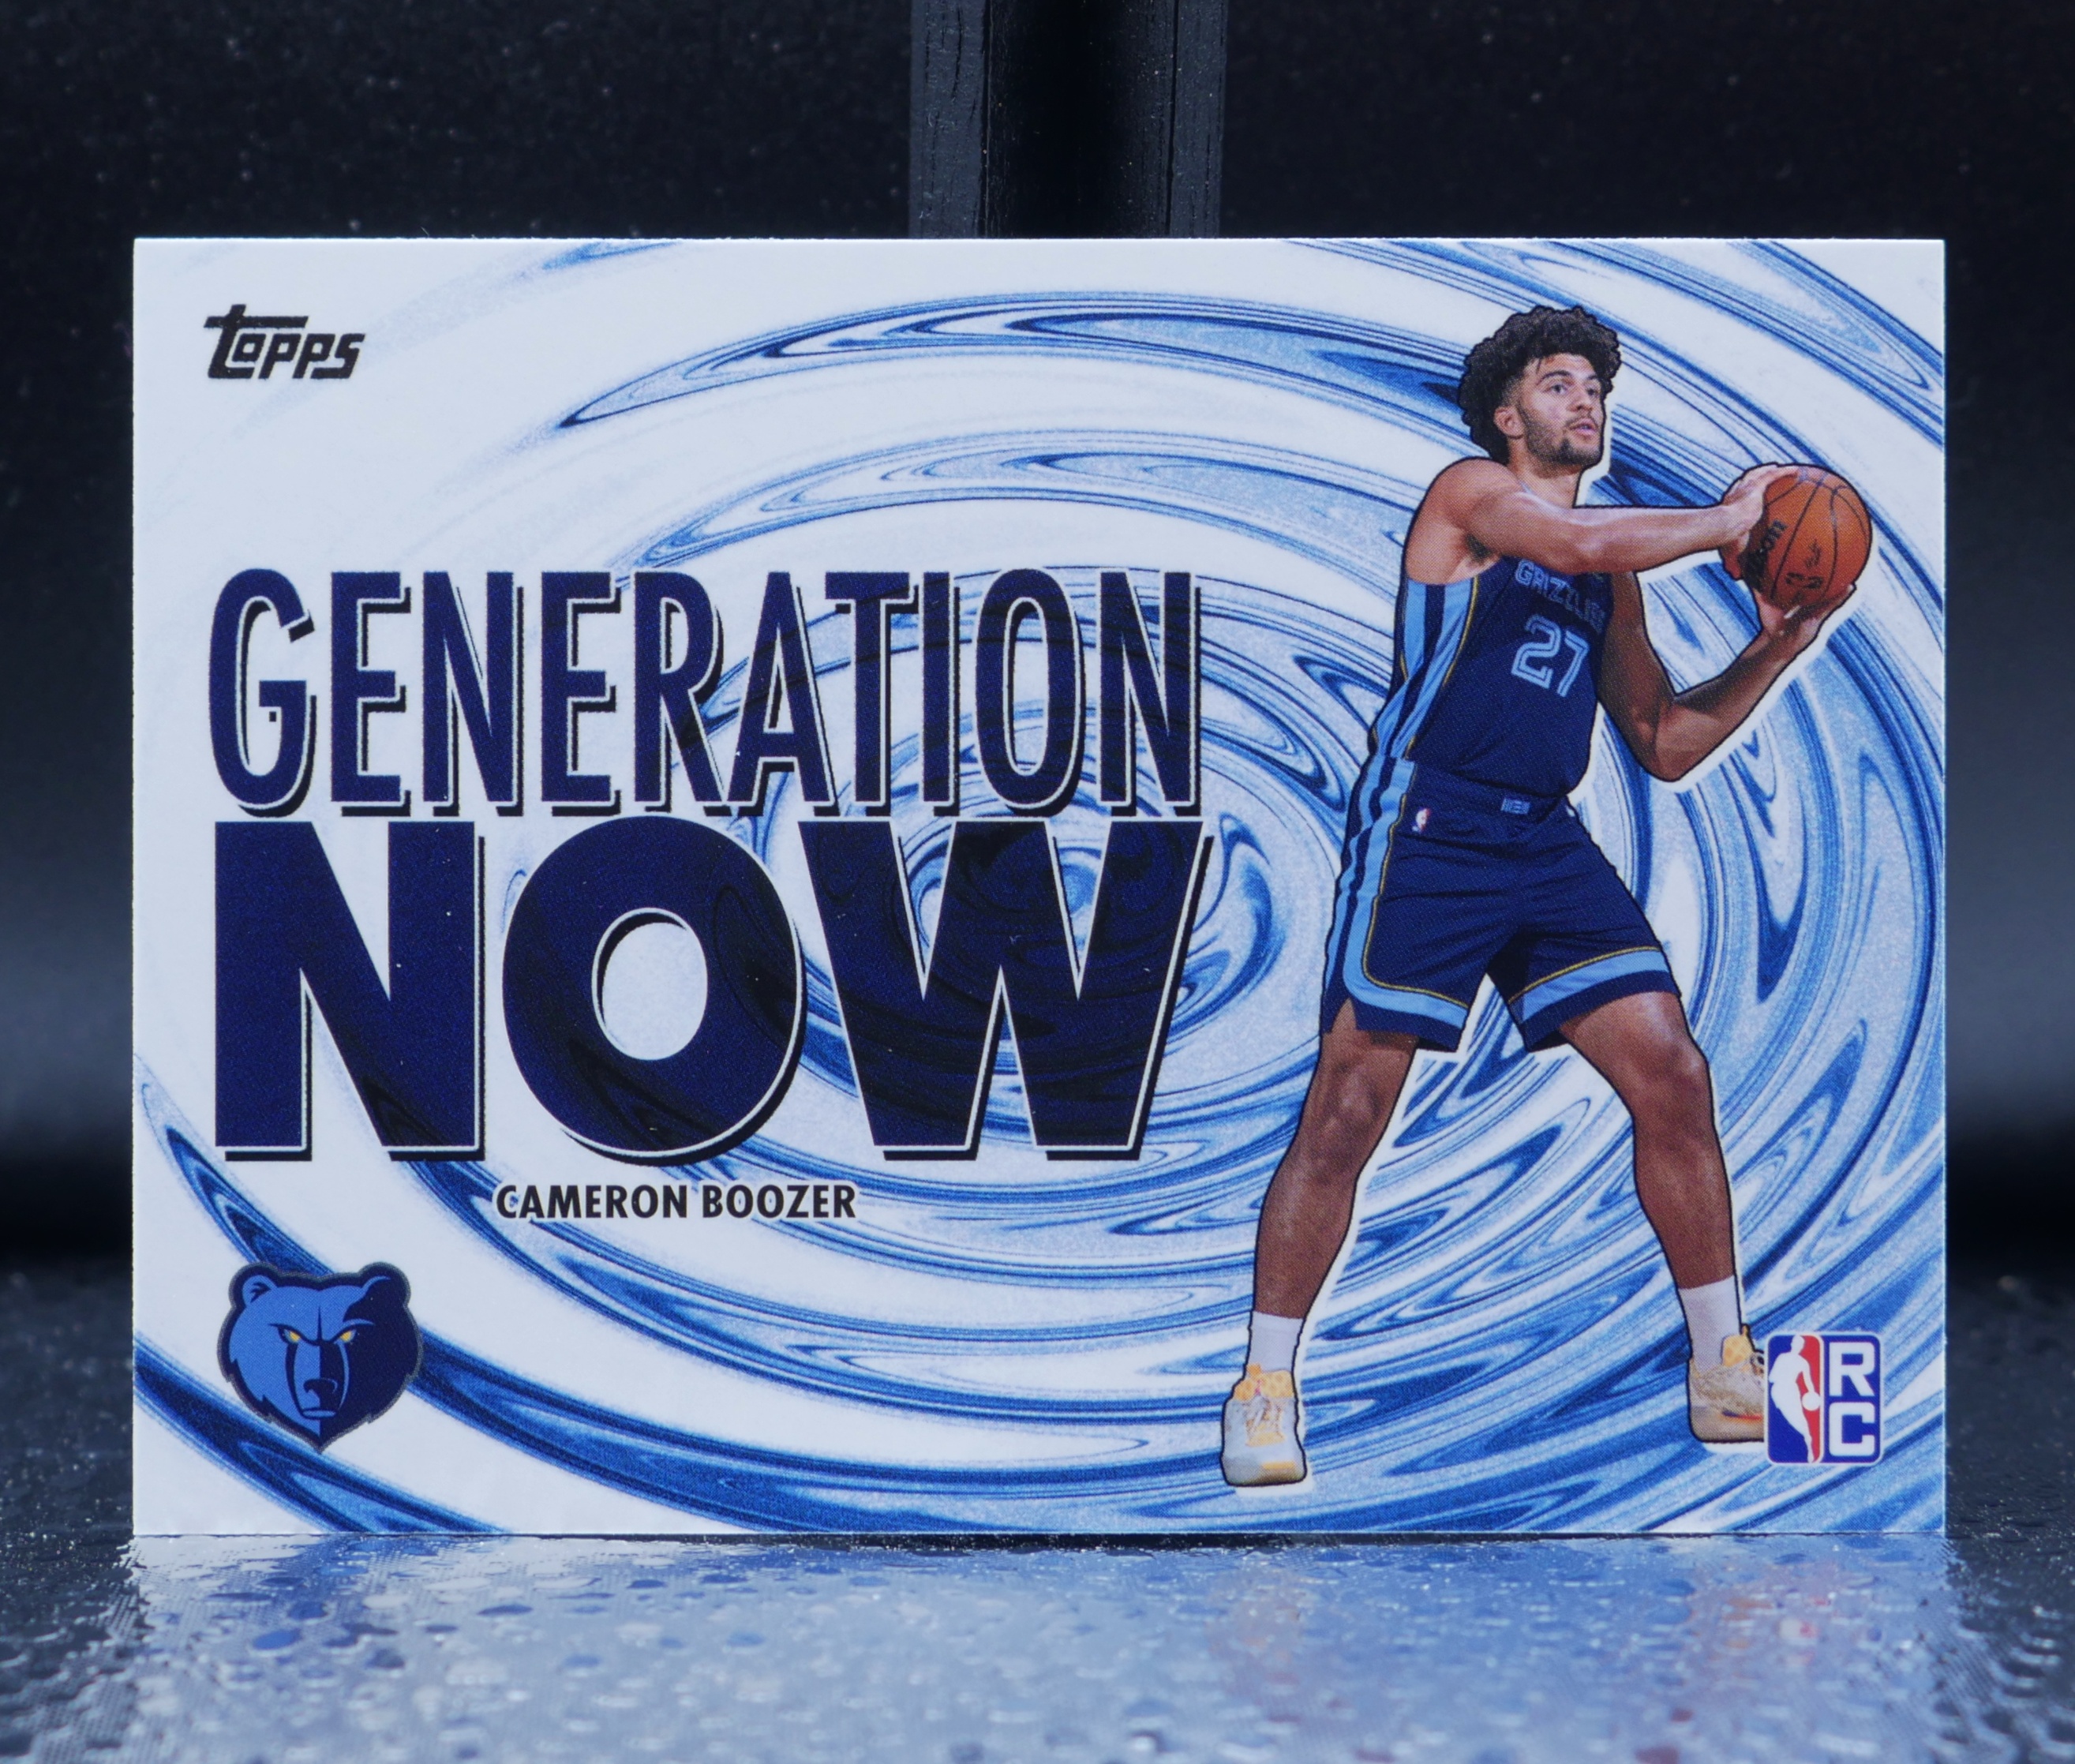 topps
GENERATION
NOW
CAMERON BOOZER
GRIZZLIES
27
RC